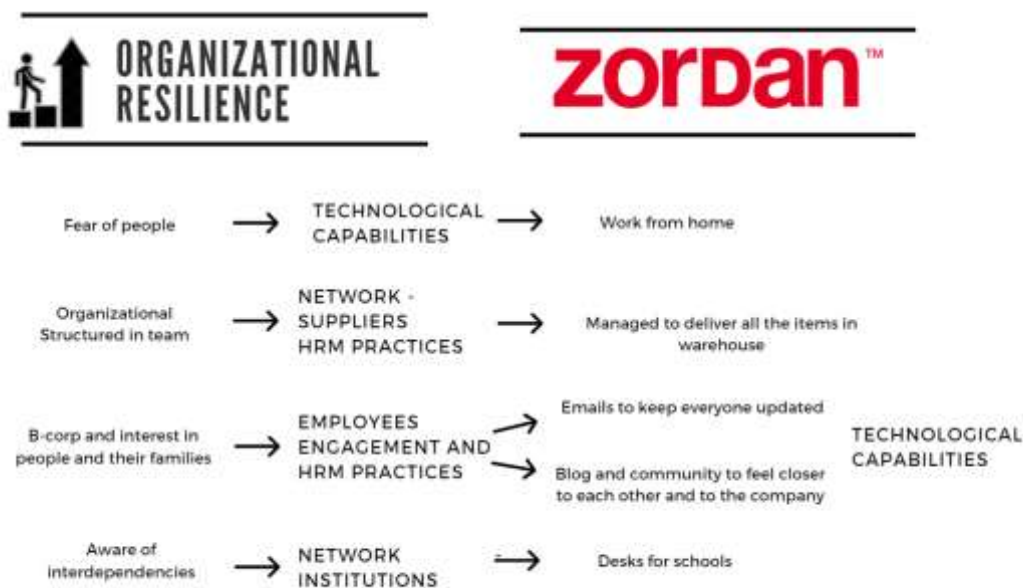 ORGANIZATIONAL
RESILIENCE
zorDan™
Fear of people
TECHNOLOGICAL
CAPABILITIES
Work from home
Organizational
Structured in team
NETWORK -
SUPPLIERS
HRM PRACTICES
Managed to deliver all the items in
warehouse
B-corp and interest in
people and their families
EMPLOYEES
ENGAGEMENT AND
HRM PRACTICES
Emails to keep everyone updated
Blog and community to feel closer
to each other and to the company
TECHNOLOGICAL
CAPABILITIES
Aware of
interdependencies
NETWORK
INSTITUTIONS
-
Desks for schools